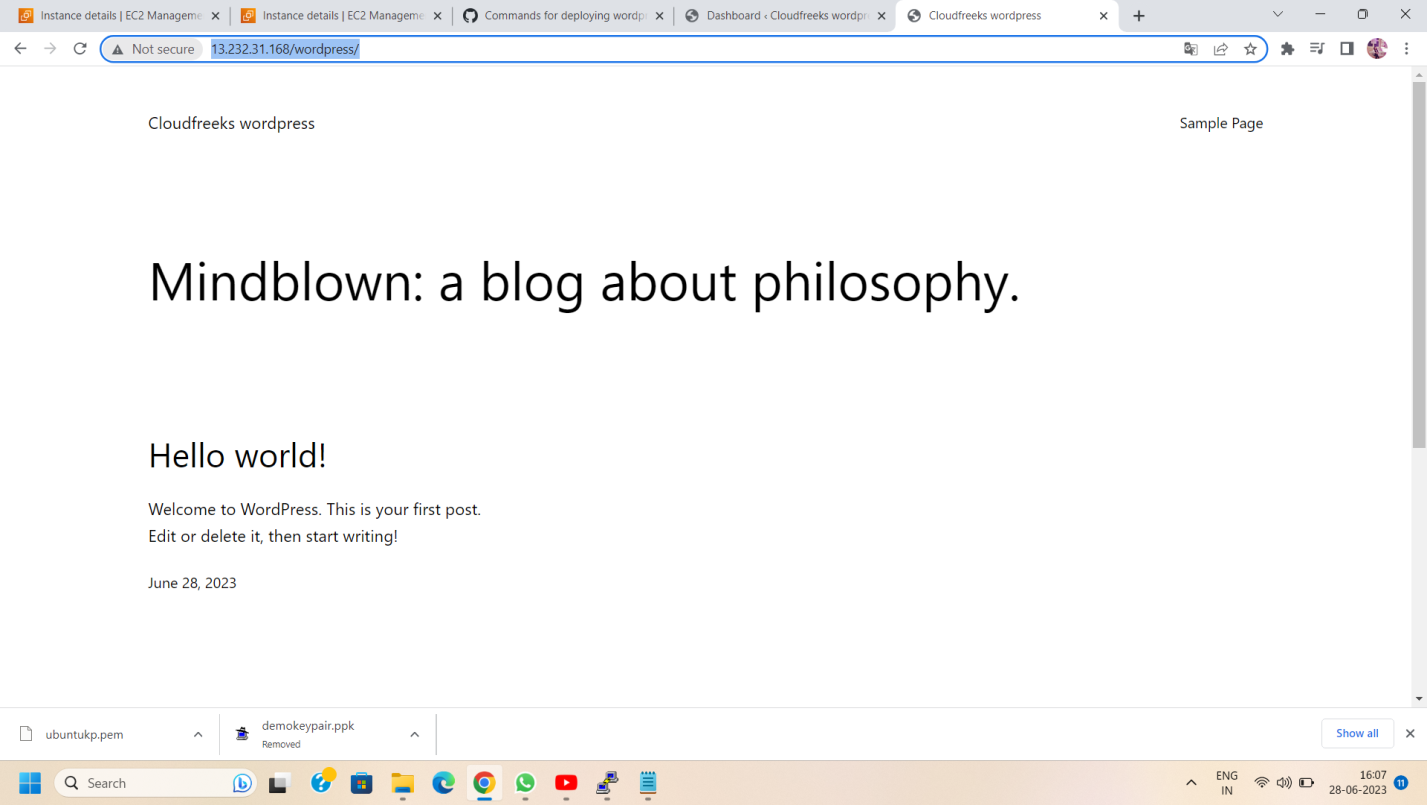 Instance details | EC2 Manageme
Instance details | EC2 Manageme
Commands for deploying wordpr
Dashboard ‹ Cloudfreeks wordpr
Cloudfreeks wordpress
Not secure
13.232.31.168/wordpress/
Cloudfreeks wordpress
Sample Page
Mindblown: a blog about philosophy.
Hello world!
Welcome to WordPress. This is your first post.
Edit or delete it, then start writing!
June 28, 2023
ubuntukp.pem
demokeypair.ppk
Removed
Show all
Search
ENG
IN
16:07
28-06-2023
11